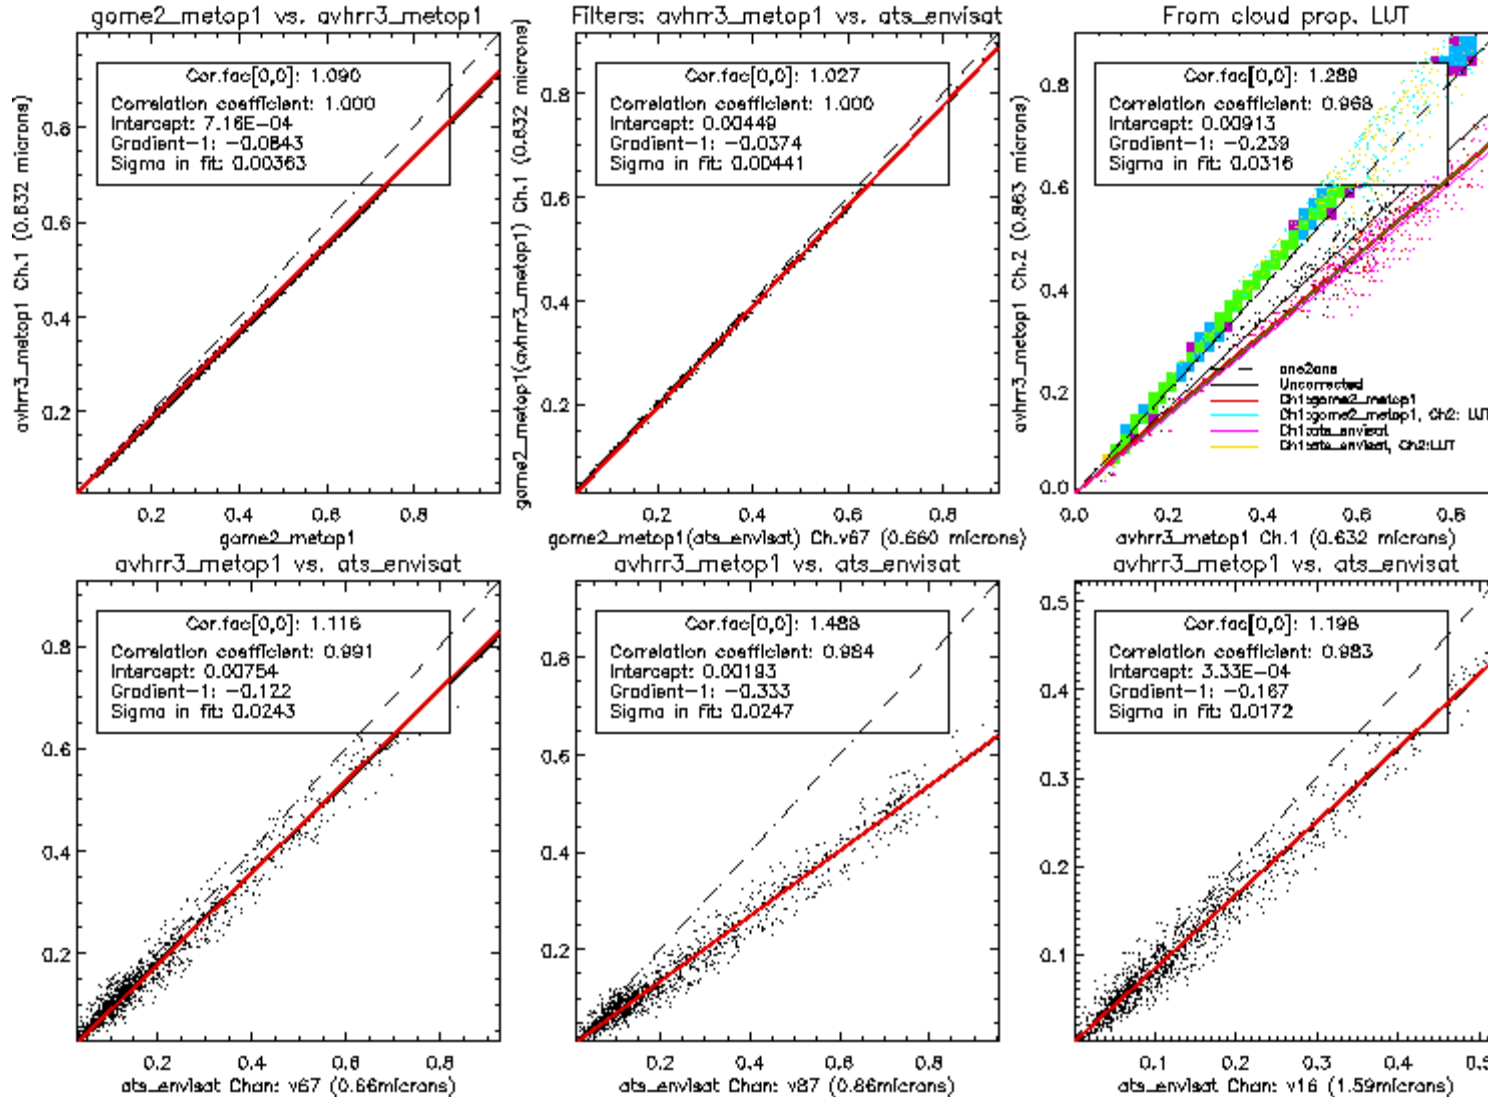 gome2_metop1 vs. avhrr3_metop1
Cor.fac[0,0]: 1.090
Correlation coefficient: 1.000
Intercept: 7.16E-04
Gradient-1: -0.0843
Sigma in fit: 0.00363
avhrr3_metop1 Ch.1 (0.632 microns)
0.8
0.6
0.4
0.2
0.2 0.4 0.6 0.8
gome2_metop1
Filters: avhrr3_metop1 vs. ats_envisat
Cor.fac[0,0]: 1.027
Correlation coefficient: 1.000
Intercept: 0.00449
Gradient-1: -0.0374
Sigma in fit: 0.00441
gome2_metop1(avhrr3_metop1) Ch.1 (0.632 microns)
0.8
0.6
0.4
0.2
0.2 0.4 0.6 0.8
gome2_metop1(ats_envisat) Ch.v67 (0.660 microns)
From cloud prop. LUT
Cor.fac[0,0]: 1.289
Correlation coefficient: 0.968
Intercept: 0.00913
Gradient-1: -0.239
Sigma in fit: 0.0316
avhrr3_metop1 Ch.2 (0.863 microns)
0.8
0.6
0.4
0.2
0.0
one2one
Uncorrected
Ch1:gome2_metop1
Ch1:gome2_metop1, Ch2: LUT
Ch1:ats_envisat
Ch1:ats_envisat, Ch2:LUT
0.0 0.2 0.4 0.6 0.8
avhrr3_metop1 Ch.1 (0.632 microns)
avhrr3_metop1 vs. ats_envisat
Cor.fac[0,0]: 1.116
Correlation coefficient: 0.991
Intercept: 0.00754
Gradient-1: -0.122
Sigma in fit: 0.0243
0.8
0.6
0.4
0.2
0.2 0.4 0.6 0.8
ats_envisat Chan: v67 (0.66microns)
avhrr3_metop1 vs. ats_envisat
Cor.fac[0,0]: 1.488
Correlation coefficient: 0.984
Intercept: 0.00193
Gradient-1: -0.333
Sigma in fit: 0.0247
0.8
0.6
0.4
0.2
0.2 0.4 0.6 0.8
ats_envisat Chan: v87 (0.86microns)
avhrr3_metop1 vs. ats_envisat
Cor.fac[0,0]: 1.198
Correlation coefficient: 0.983
Intercept: 3.33E-04
Gradient-1: -0.167
Sigma in fit: 0.0172
0.5
0.4
0.3
0.2
0.1
0.1 0.2 0.3 0.4 0.5
ats_envisat Chan: v16 (1.59microns)